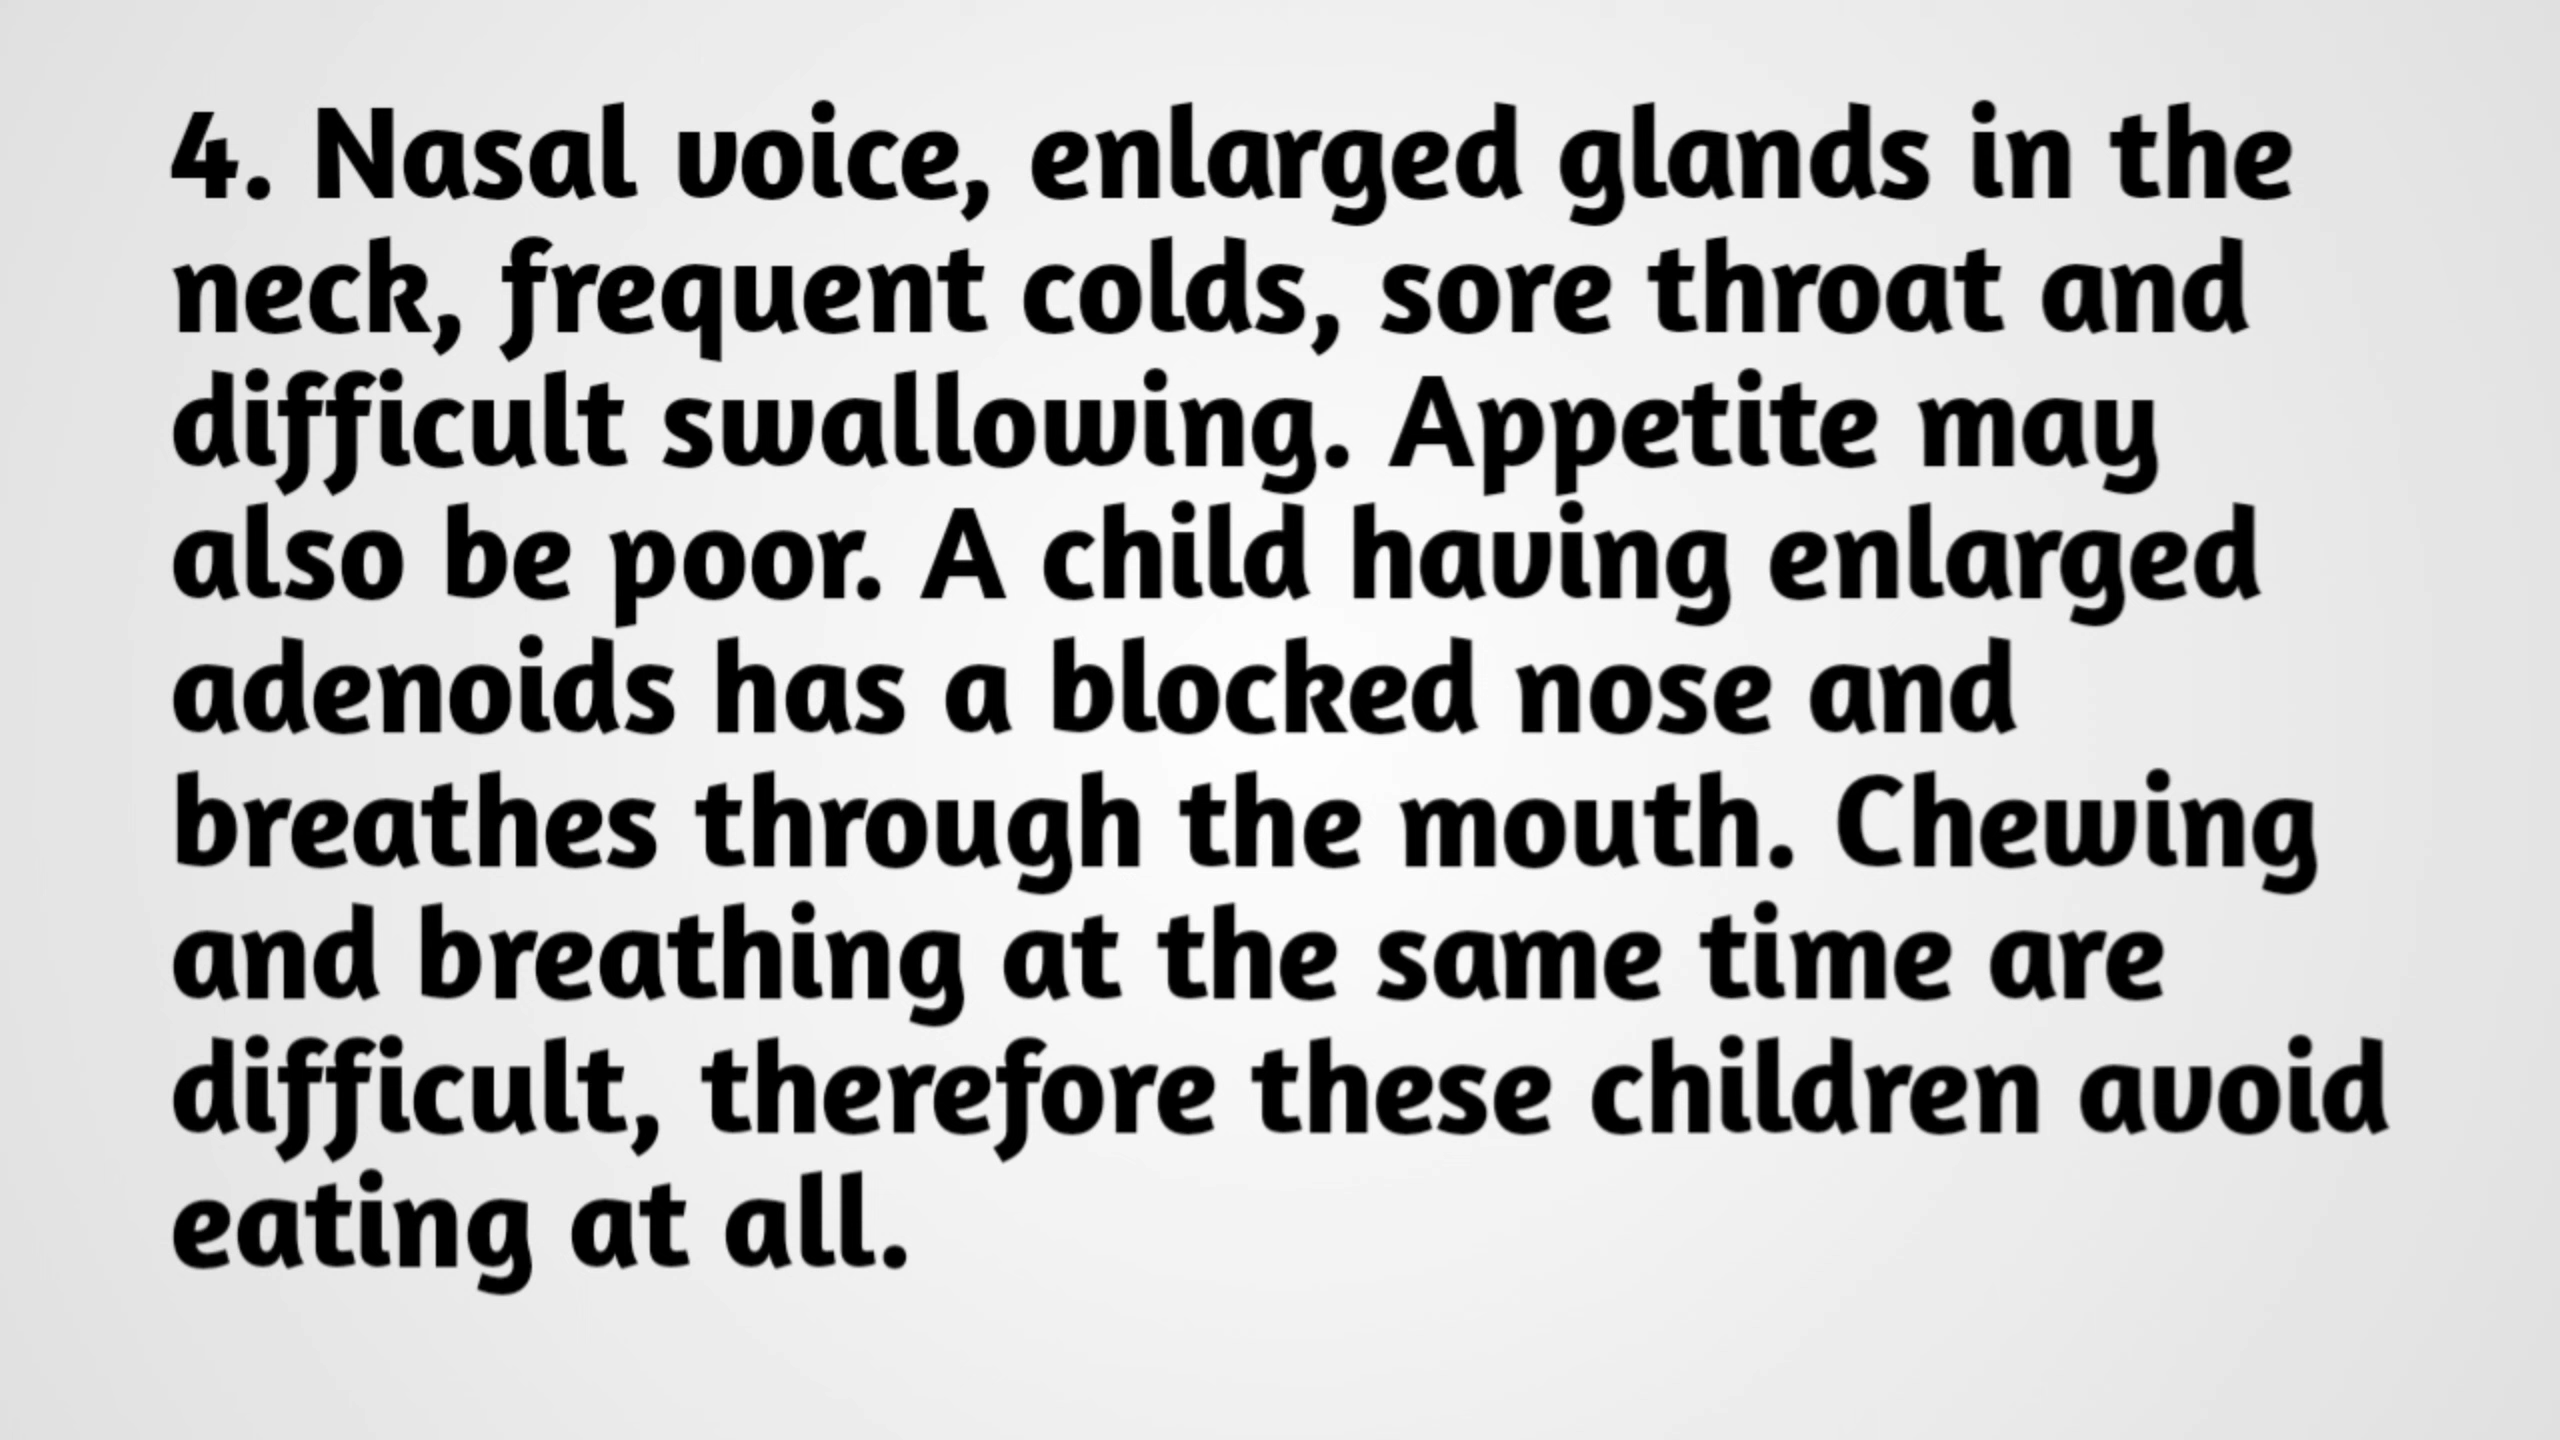 4. Nasal voice, enlarged glands in the
neck, frequent colds, sore throat and
difficult swallowing. Appetite may
also be poor. A child having enlarged
adenoids has a blocked nose and
breathes through the mouth. Chewing
and breathing at the same time are
difficult, therefore these children avoid
eating at all.